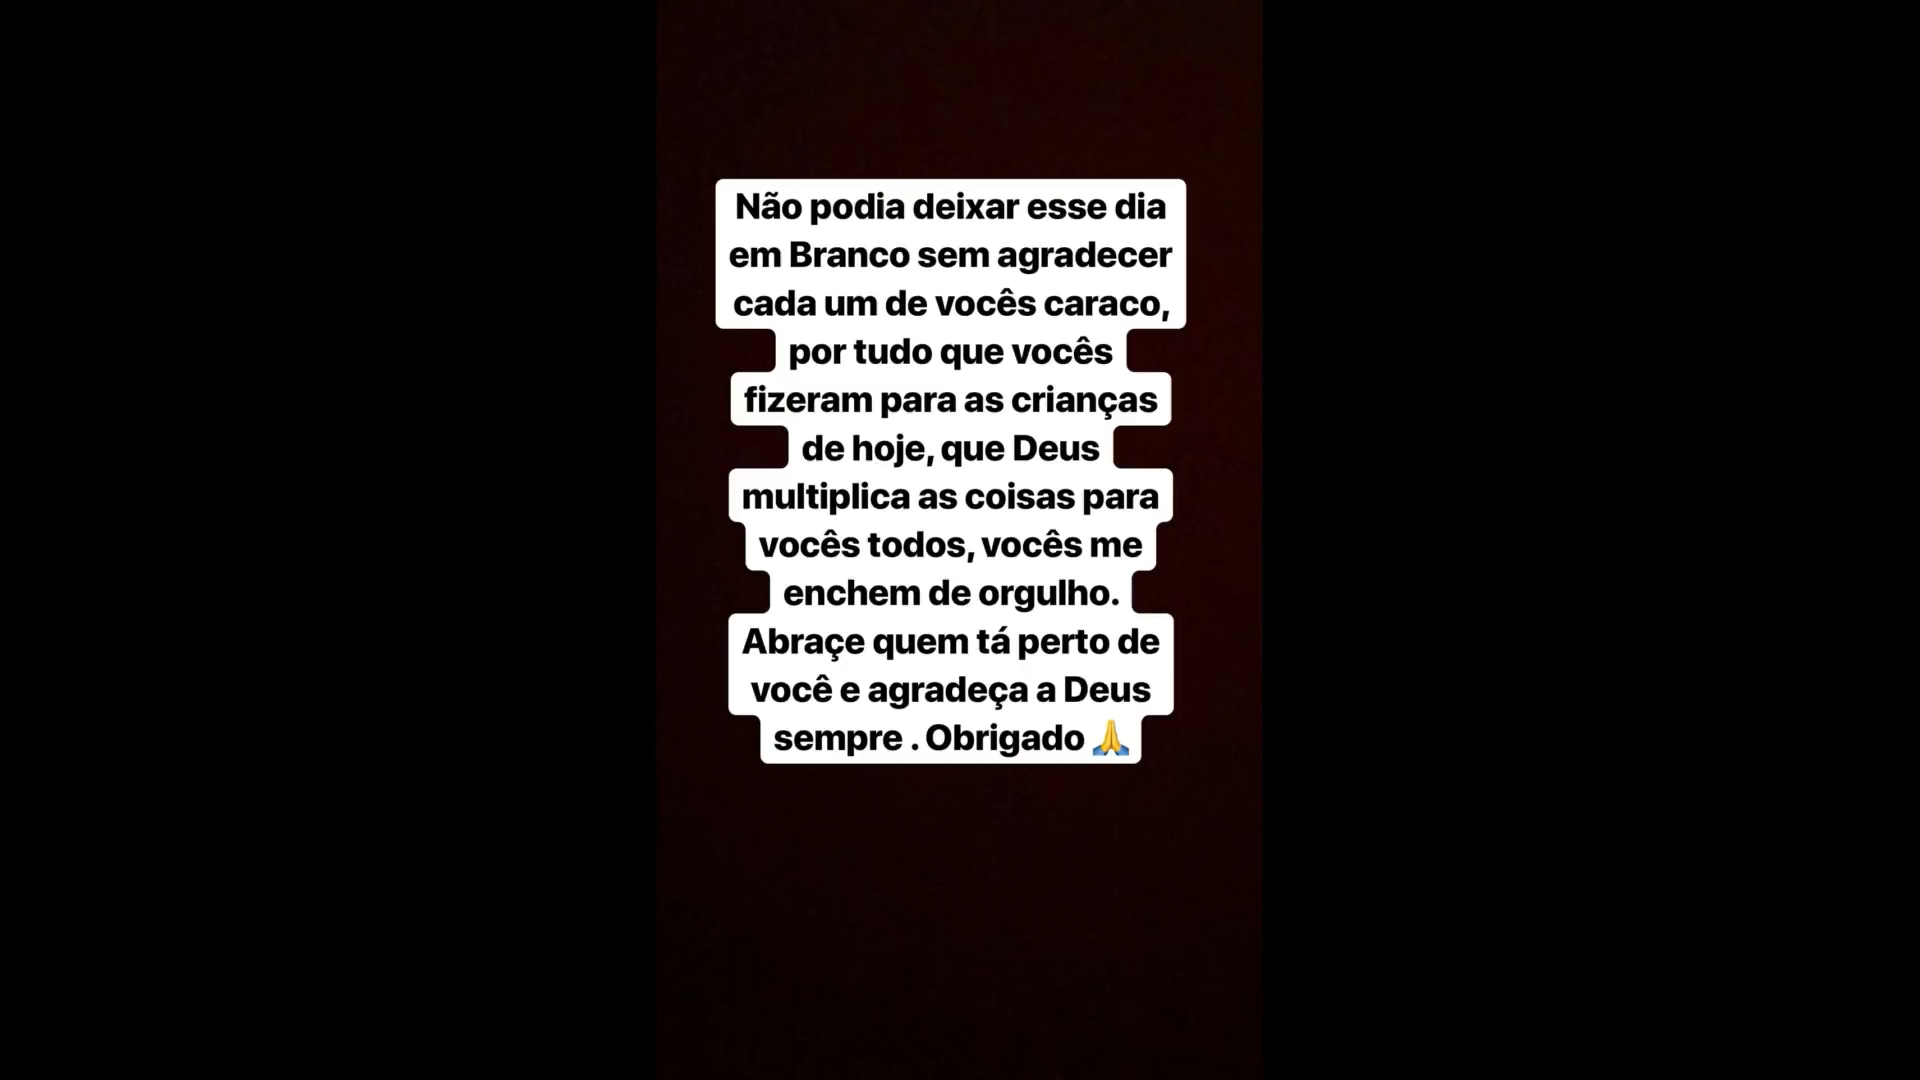 Não podia deixar esse dia
em Branco sem agradecer
cada um de vocês caraco,
por tudo que vocês
fizeram para as crianças
de hoje, que Deus
multiplica as coisas para
vocês todos, vocês me
enchem de orgulho.
Abraçe quem tá perto de
você e agradeça a Deus
sempre . Obrigado 🙏